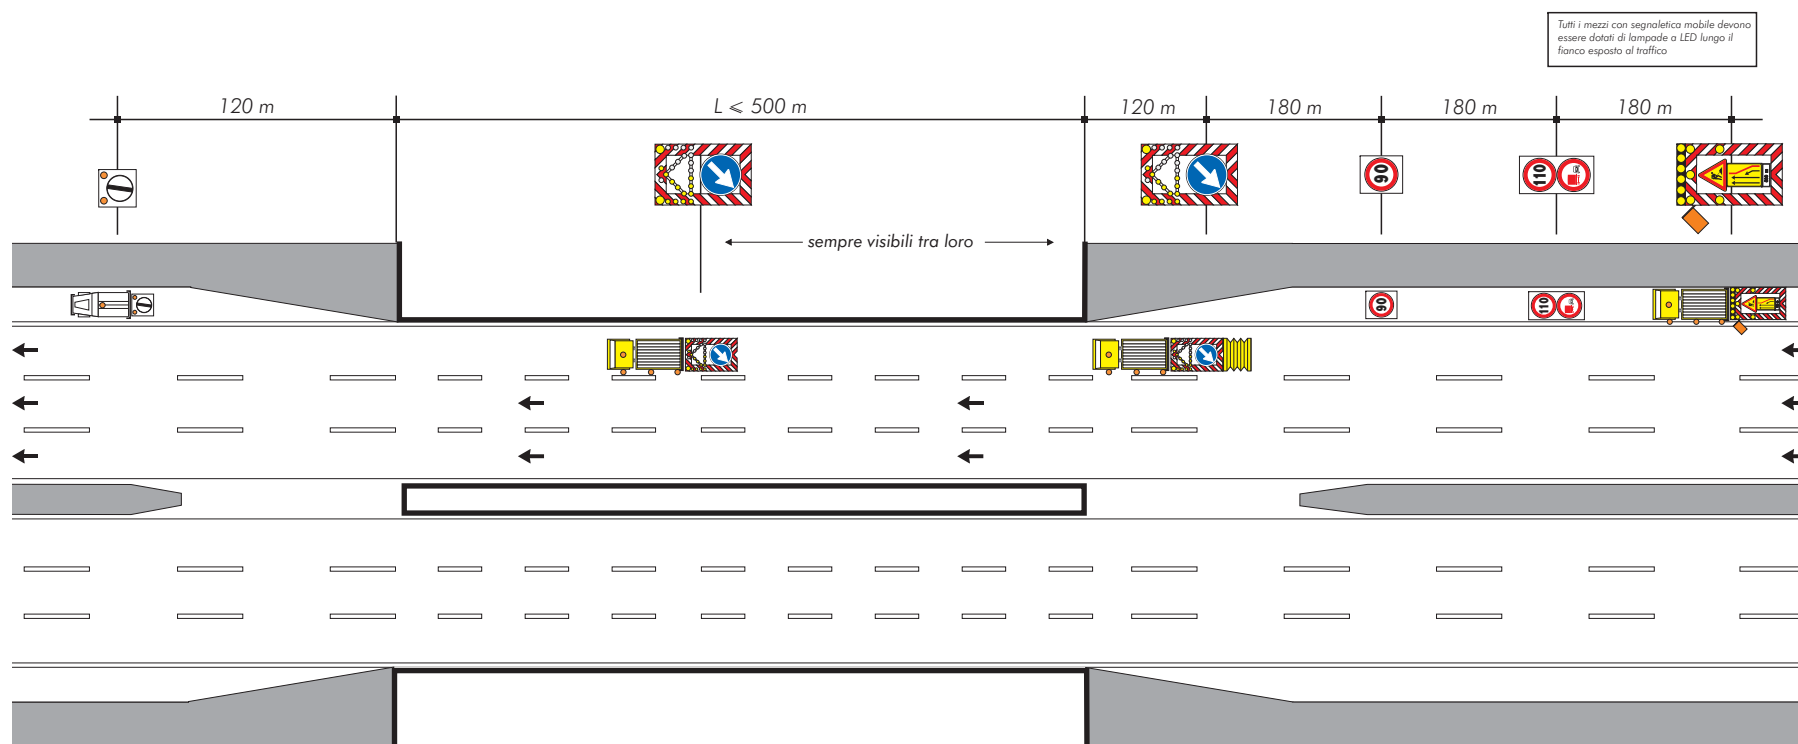 Tutti i mezzi con segnaletica mobile devono
essere dotati di lampade a LED lungo il
fianco esposto al traffico
120 m
L ⩽ 500 m
120 m
180 m
180 m
180 m
90
110
sempre visibili tra loro
90
110